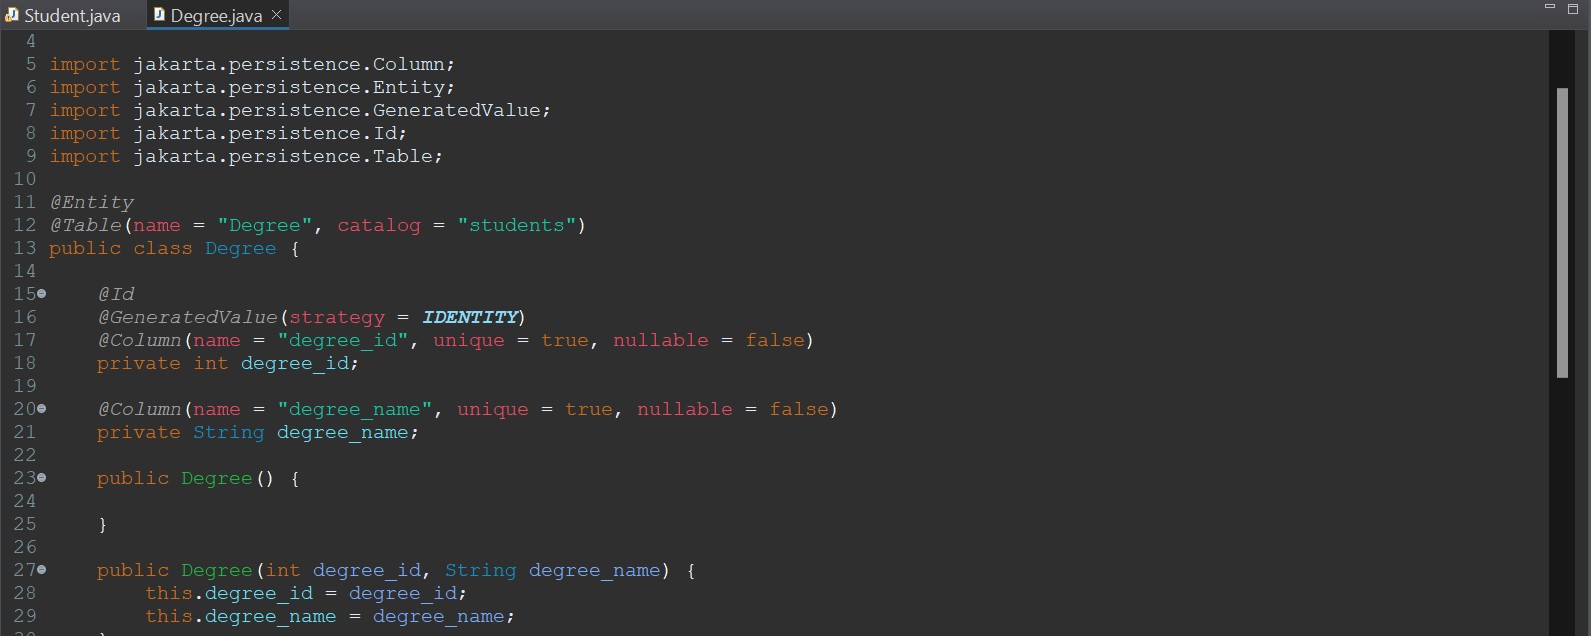 Student.java Degree.java
4
5 import jakarta.persistence.Column;
6 import jakarta.persistence.Entity;
7 import jakarta.persistence.GeneratedValue;
8 import jakarta.persistence.Id;
9 import jakarta.persistence.Table;
10
11 @Entity
12 @Table(name = "Degree", catalog = "students")
13 public class Degree {
14
15 @Id
16 @GeneratedValue(strategy = IDENTITY)
17 @Column(name = "degree_id", unique = true, nullable = false)
18 private int degree_id;
19
20 @Column(name = "degree_name", unique = true, nullable = false)
21 private String degree_name;
22
23 public Degree() {
24
25 }
26
27 public Degree(int degree_id, String degree_name) {
28 this.degree_id = degree_id;
29 this.degree_name = degree_name;